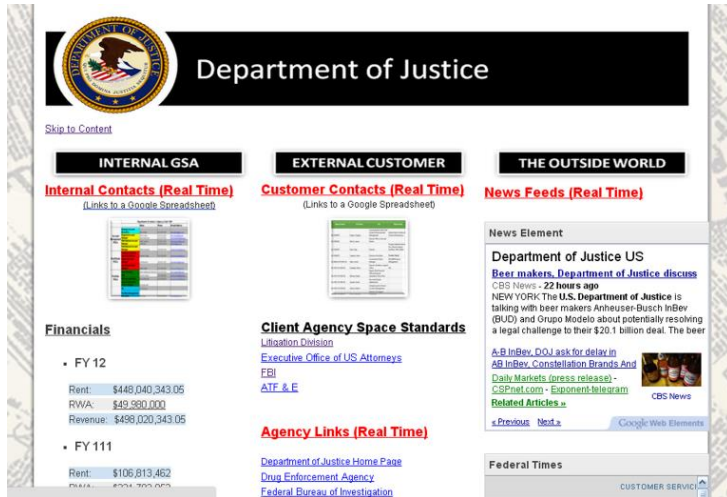 Department of Justice
Skip to Content
INTERNAL GSA
Internal Contacts (Real Time)
(Links to a Google Spreadsheet)
Financials
• FY 12
Rent: $448,040,343.05
RWA: $49,980,000
Revenue: $498,020,343.05
• FY 111
Rent: $106,813,462
EXTERNAL CUSTOMER
Customer Contacts (Real Time)
(Links to a Google Spreadsheet)
Client Agency Space Standards
Litigation Division
Executive Office of US Attorneys
FBI
ATF & E
Agency Links (Real Time)
Department of Justice Home Page
Drug Enforcement Agency
Federal Bureau of Investigation
THE OUTSIDE WORLD
News Feeds (Real Time)
News Element
Department of Justice US
Beer makers, Department of Justice discuss
CBS News - 22 hours ago
NEW YORK The U.S. Department of Justice is
talking with beer makers Anheuser-Busch InBev
(BUD) and Grupo Modelo about potentially resolving
a legal challenge to their $20.1 billion deal. The beer
A-B InBev, DOJ ask for delay in
AB InBev, Constellation Brands And
Daily Markets (press release) -
CSPnet.com - Exponent-telegram
Related Articles »
CBS News
« Previous Next »
Google Web Elements
Federal Times
CUSTOMER SERVIC